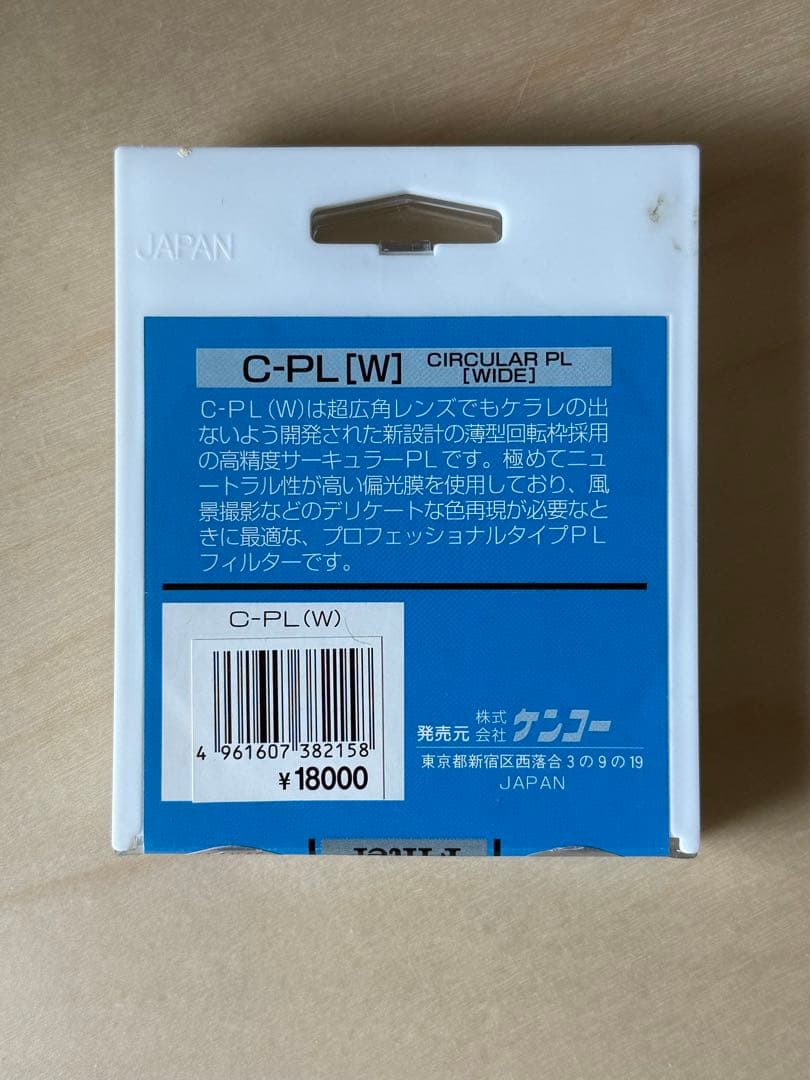 JAPAN
C-PL[W] CIRCULAR PL
[WIDE]
C-PL(W)は超広角レンズでもケラレの出
ないよう開発された新設計の薄型回転枠採用
の高精度サーキュラーPLです。極めてニュ
ートラル性が高い偏光膜を使用しており、風
景撮影などのデリケートな色再現が必要なと
きに最適な、プロフェッショナルタイプPL
フィルターです。
C-PL(W)
4 961607 382158
¥18000
発売元 株式会社 ケンコー
東京都新宿区西落合3の9の19
JAPAN
Filter